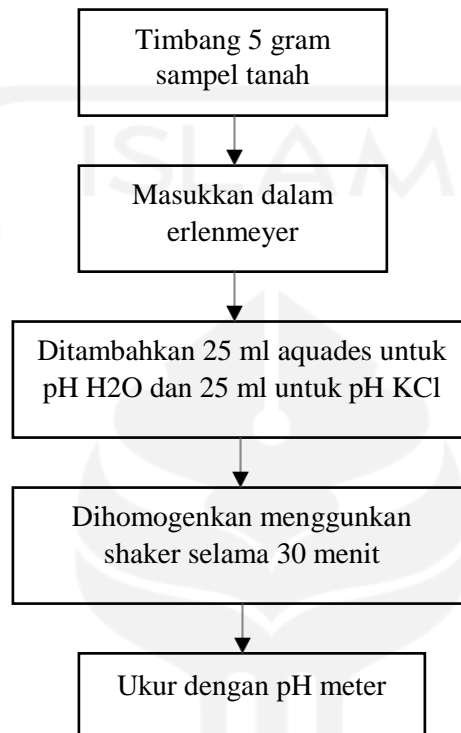 Timbang 5 gram
sampel tanah
ISLAM
Masukkan dalam
erlenmeyer
Ditambahkan 25 ml aquades untuk
pH H2O dan 25 ml untuk pH KCl
Dihomogenkan menggunkan
shaker selama 30 menit
Ukur dengan pH meter